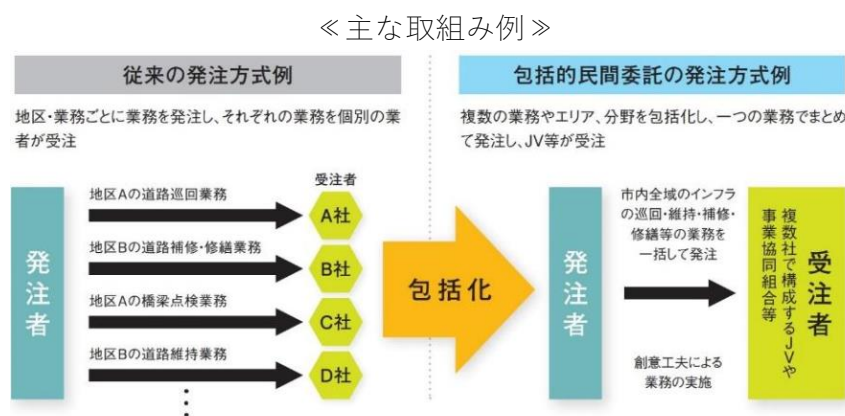 ≪主な取組み例≫
従来の発注方式例
地区・業務ごとに業務を発注し、それぞれの業務を個別の業
者が受注
発注者
受注者
地区Aの道路巡回業務
A社
地区Bの道路補修・修繕業務
B社
地区Aの橋梁点検業務
C社
地区Bの道路維持業務
D社
包括化
包括的民間委託の発注方式例
複数の業務やエリア、分野を包括化し、一つの業務でまとめ
て発注し、JV等が受注
発注者
市内全域のインフラ
の巡回・維持・補修・
修繕等の業務を
一括して発注
創意工夫による
業務の実施
受注者
複数社で構成するJVや
事業協同組合等